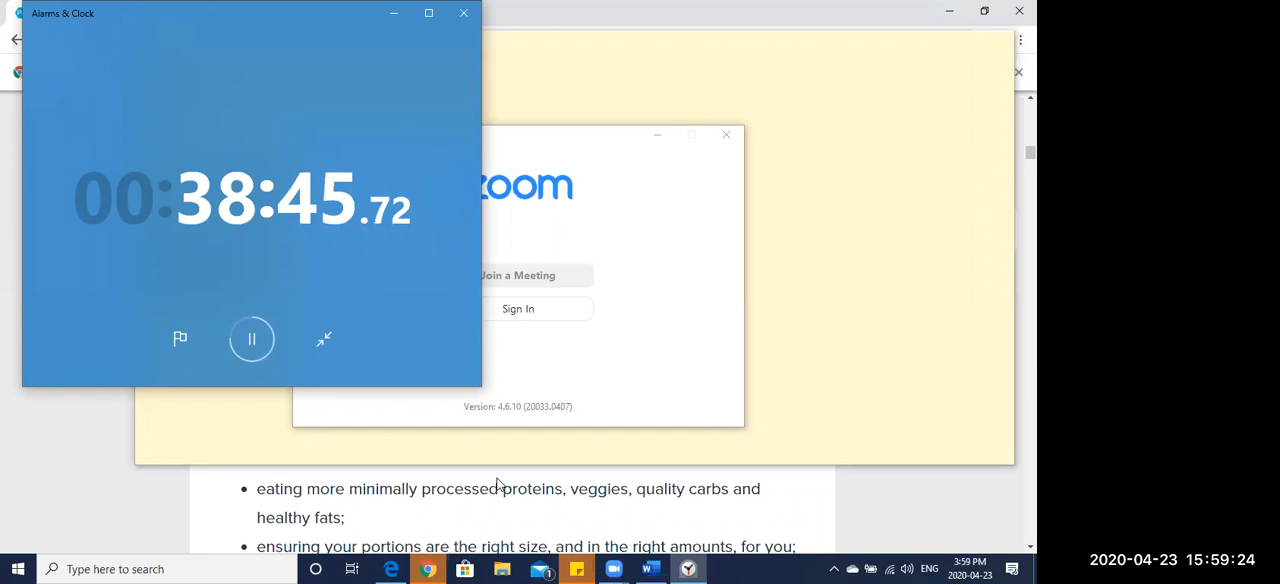 Alarms & Clock
00:38:45.72
zoom
Join a Meeting
Sign In
Version: 4.6.10 (20033.0407)
• eating more minimally processed proteins, veggies, quality carbs and
healthy fats;
• ensuring your portions are the right size, and in the right amounts, for you;
Type here to search
1
ENG
3:59 PM
2020-04-23
2020-04-23 15:59:24